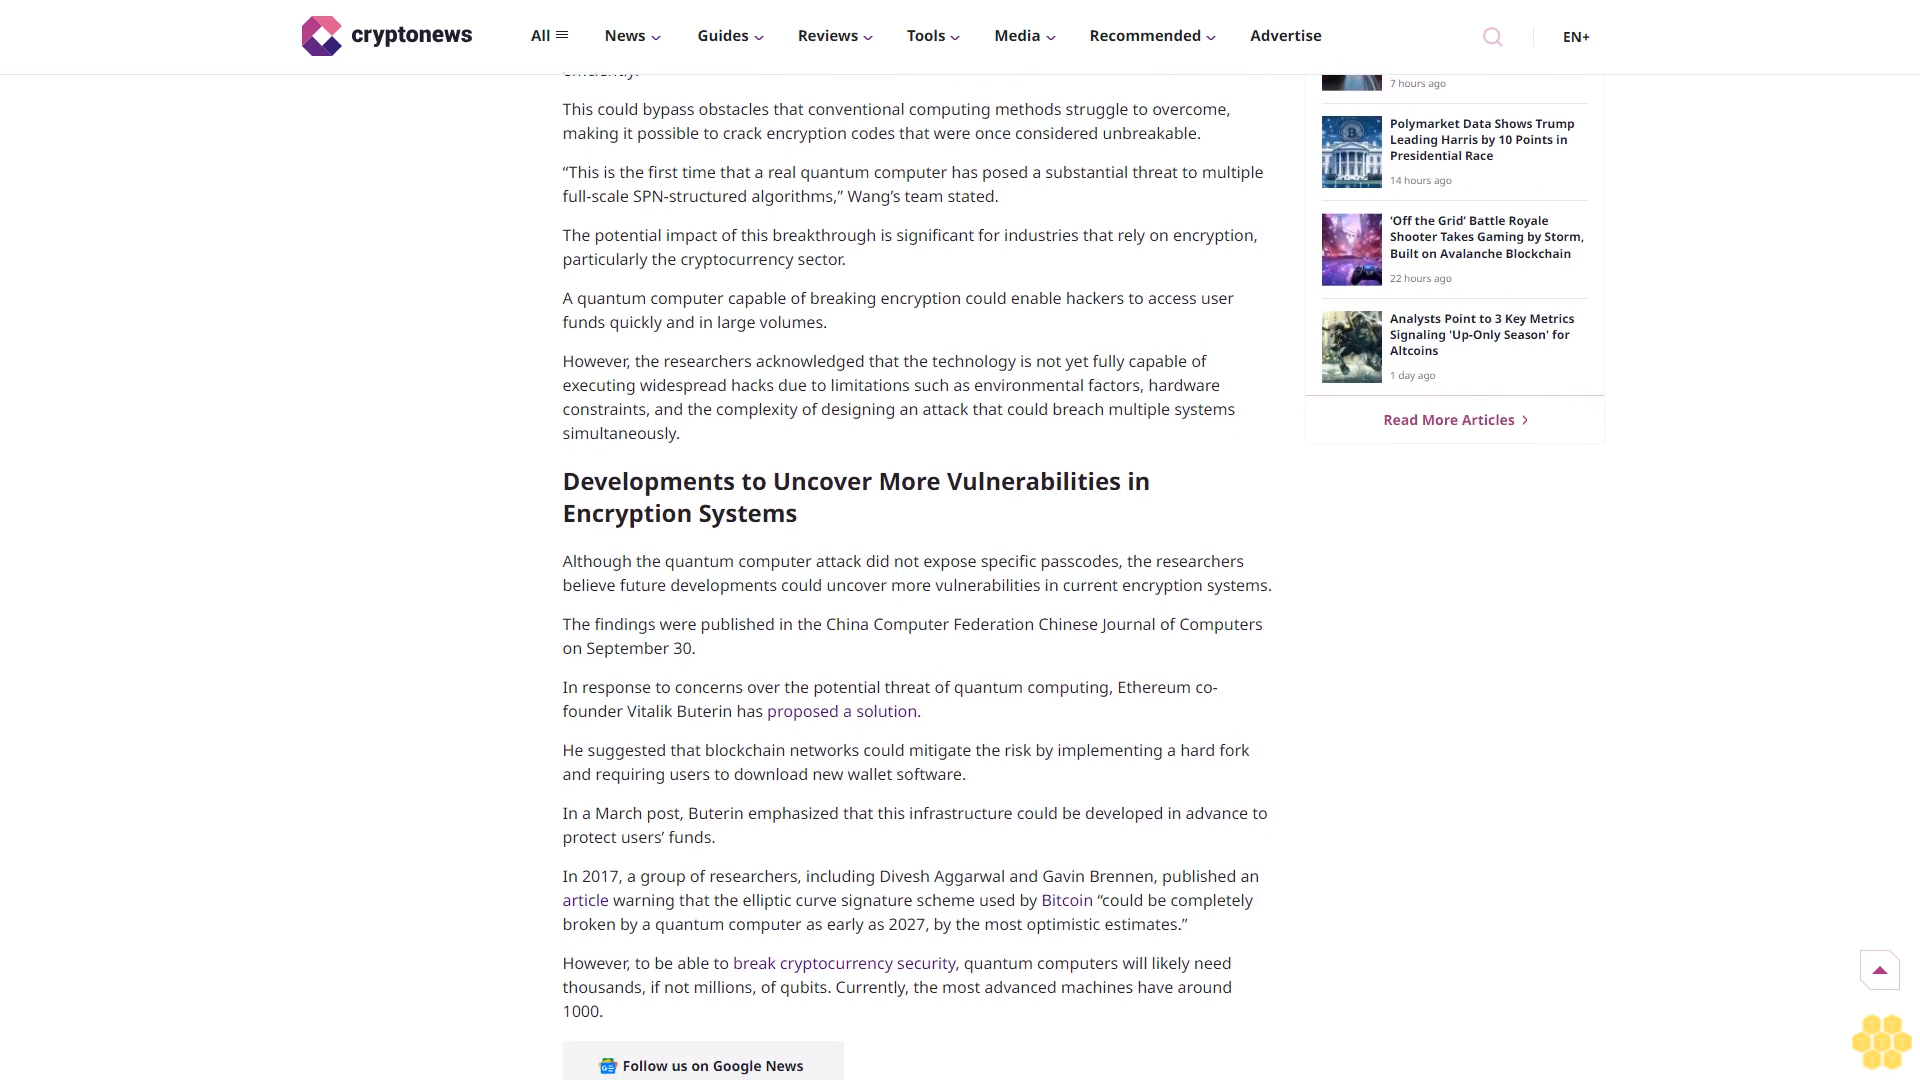 cryptonews
All
News
Guides
Reviews
Tools
Media
Recommended
Advertise
EN+
This could bypass obstacles that conventional computing methods struggle to overcome,
making it possible to crack encryption codes that were once considered unbreakable.
“This is the first time that a real quantum computer has posed a substantial threat to multiple
full-scale SPN-structured algorithms,” Wang’s team stated.
The potential impact of this breakthrough is significant for industries that rely on encryption,
particularly the cryptocurrency sector.
A quantum computer capable of breaking encryption could enable hackers to access user
funds quickly and in large volumes.
However, the researchers acknowledged that the technology is not yet fully capable of
executing widespread hacks due to limitations such as environmental factors, hardware
constraints, and the complexity of designing an attack that could breach multiple systems
simultaneously.
Developments to Uncover More Vulnerabilities in
Encryption Systems
Although the quantum computer attack did not expose specific passcodes, the researchers
believe future developments could uncover more vulnerabilities in current encryption systems.
The findings were published in the China Computer Federation Chinese Journal of Computers
on September 30.
In response to concerns over the potential threat of quantum computing, Ethereum co-
founder Vitalik Buterin has proposed a solution.
He suggested that blockchain networks could mitigate the risk by implementing a hard fork
and requiring users to download new wallet software.
In a March post, Buterin emphasized that this infrastructure could be developed in advance to
protect users’ funds.
In 2017, a group of researchers, including Divesh Aggarwal and Gavin Brennen, published an
article warning that the elliptic curve signature scheme used by Bitcoin “could be completely
broken by a quantum computer as early as 2027, by the most optimistic estimates.”
However, to be able to break cryptocurrency security, quantum computers will likely need
thousands, if not millions, of qubits. Currently, the most advanced machines have around
1000.
Follow us on Google News
7 hours ago
Polymarket Data Shows Trump
Leading Harris by 10 Points in
Presidential Race
14 hours ago
‘Off the Grid’ Battle Royale
Shooter Takes Gaming by Storm,
Built on Avalanche Blockchain
22 hours ago
Analysts Point to 3 Key Metrics
Signaling 'Up-Only Season' for
Altcoins
1 day ago
Read More Articles